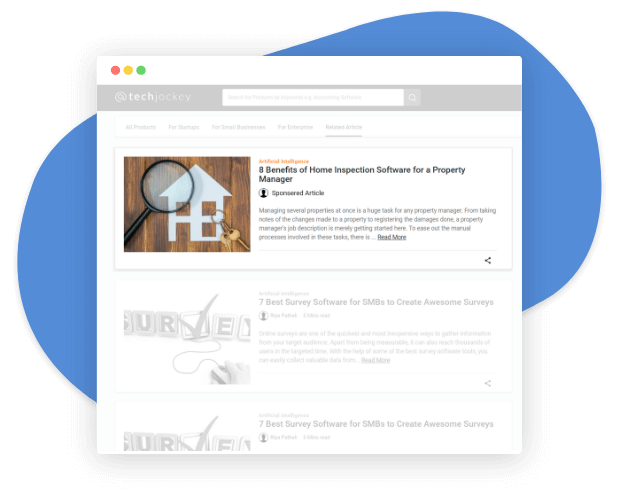 techjockey
Search for Products to Industries e.g. Accounting Software
All Products For Startups For Small Businesses For Enterprise Related Article
Artificial Intelligence
8 Benefits of Home Inspection Software for a Property
Manager
Sponsored Article
Managing several properties at once is a huge task for any property manager. From taking
notes of the changes made to a property to registering the damages done, a property
manager's job description is merely getting started here. To ease out the manual
processes involved in these tasks, there is ... Read More
SURVEY
Artificial Intelligence
7 Best Survey Software for SMBs to Create Awesome Surveys
5 Mins read
Online surveys are one of the quickest and most inexpensive ways to gather information
from your target audience. Apart from being measurable, it can also reach thousands of
users in the targeted time. With the help of some of the best survey software tools, you
can easily collect valuable data from... Read More
SURVEY
Artificial Intelligence
7 Best Survey Software for SMBs to Create Awesome Surveys
5 Mins read